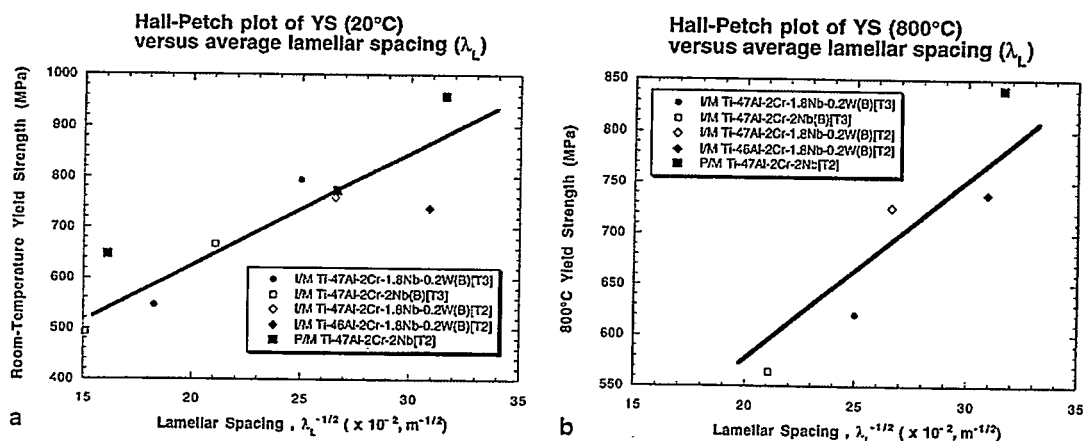 Hall-Petch plot of YS (20°C)
versus average lamellar spacing (λL)
Room-Temperature Yield Strength (MPa)
1000
900
800
700
600
500
400
I/M Ti-47Al-2Cr-1.8Nb-0.2W(B)[T3]
I/M Ti-47Al-2Cr-2Nb(B)[T3]
I/M Ti-47Al-2Cr-1.8Nb-0.2W(B)[T2]
I/M Ti-46Al-2Cr-1.8Nb-0.2W(B)[T2]
P/M Ti-47Al-2Cr-2Nb[T2]
15 20 25 30 35
a
Lamellar Spacing , λL^-1/2 ( x 10^-2, m^-1/2)
Hall-Petch plot of YS (800°C)
versus average lamellar spacing (λL)
800°C Yield Strength (MPa)
850
800
750
700
650
600
550
I/M Ti-47Al-2Cr-1.8Nb-0.2W(B)[T3]
I/M Ti-47Al-2Cr-2Nb(B)[T3]
I/M Ti-47Al-2Cr-1.8Nb-0.2W(B)[T2]
I/M Ti-46Al-2Cr-1.8Nb-0.2W(B)[T2]
P/M Ti-47Al-2Cr-2Nb[T2]
15 20 25 30 35
b
Lamellar Spacing , λL^-1/2 ( x 10^-2, m^-1/2)